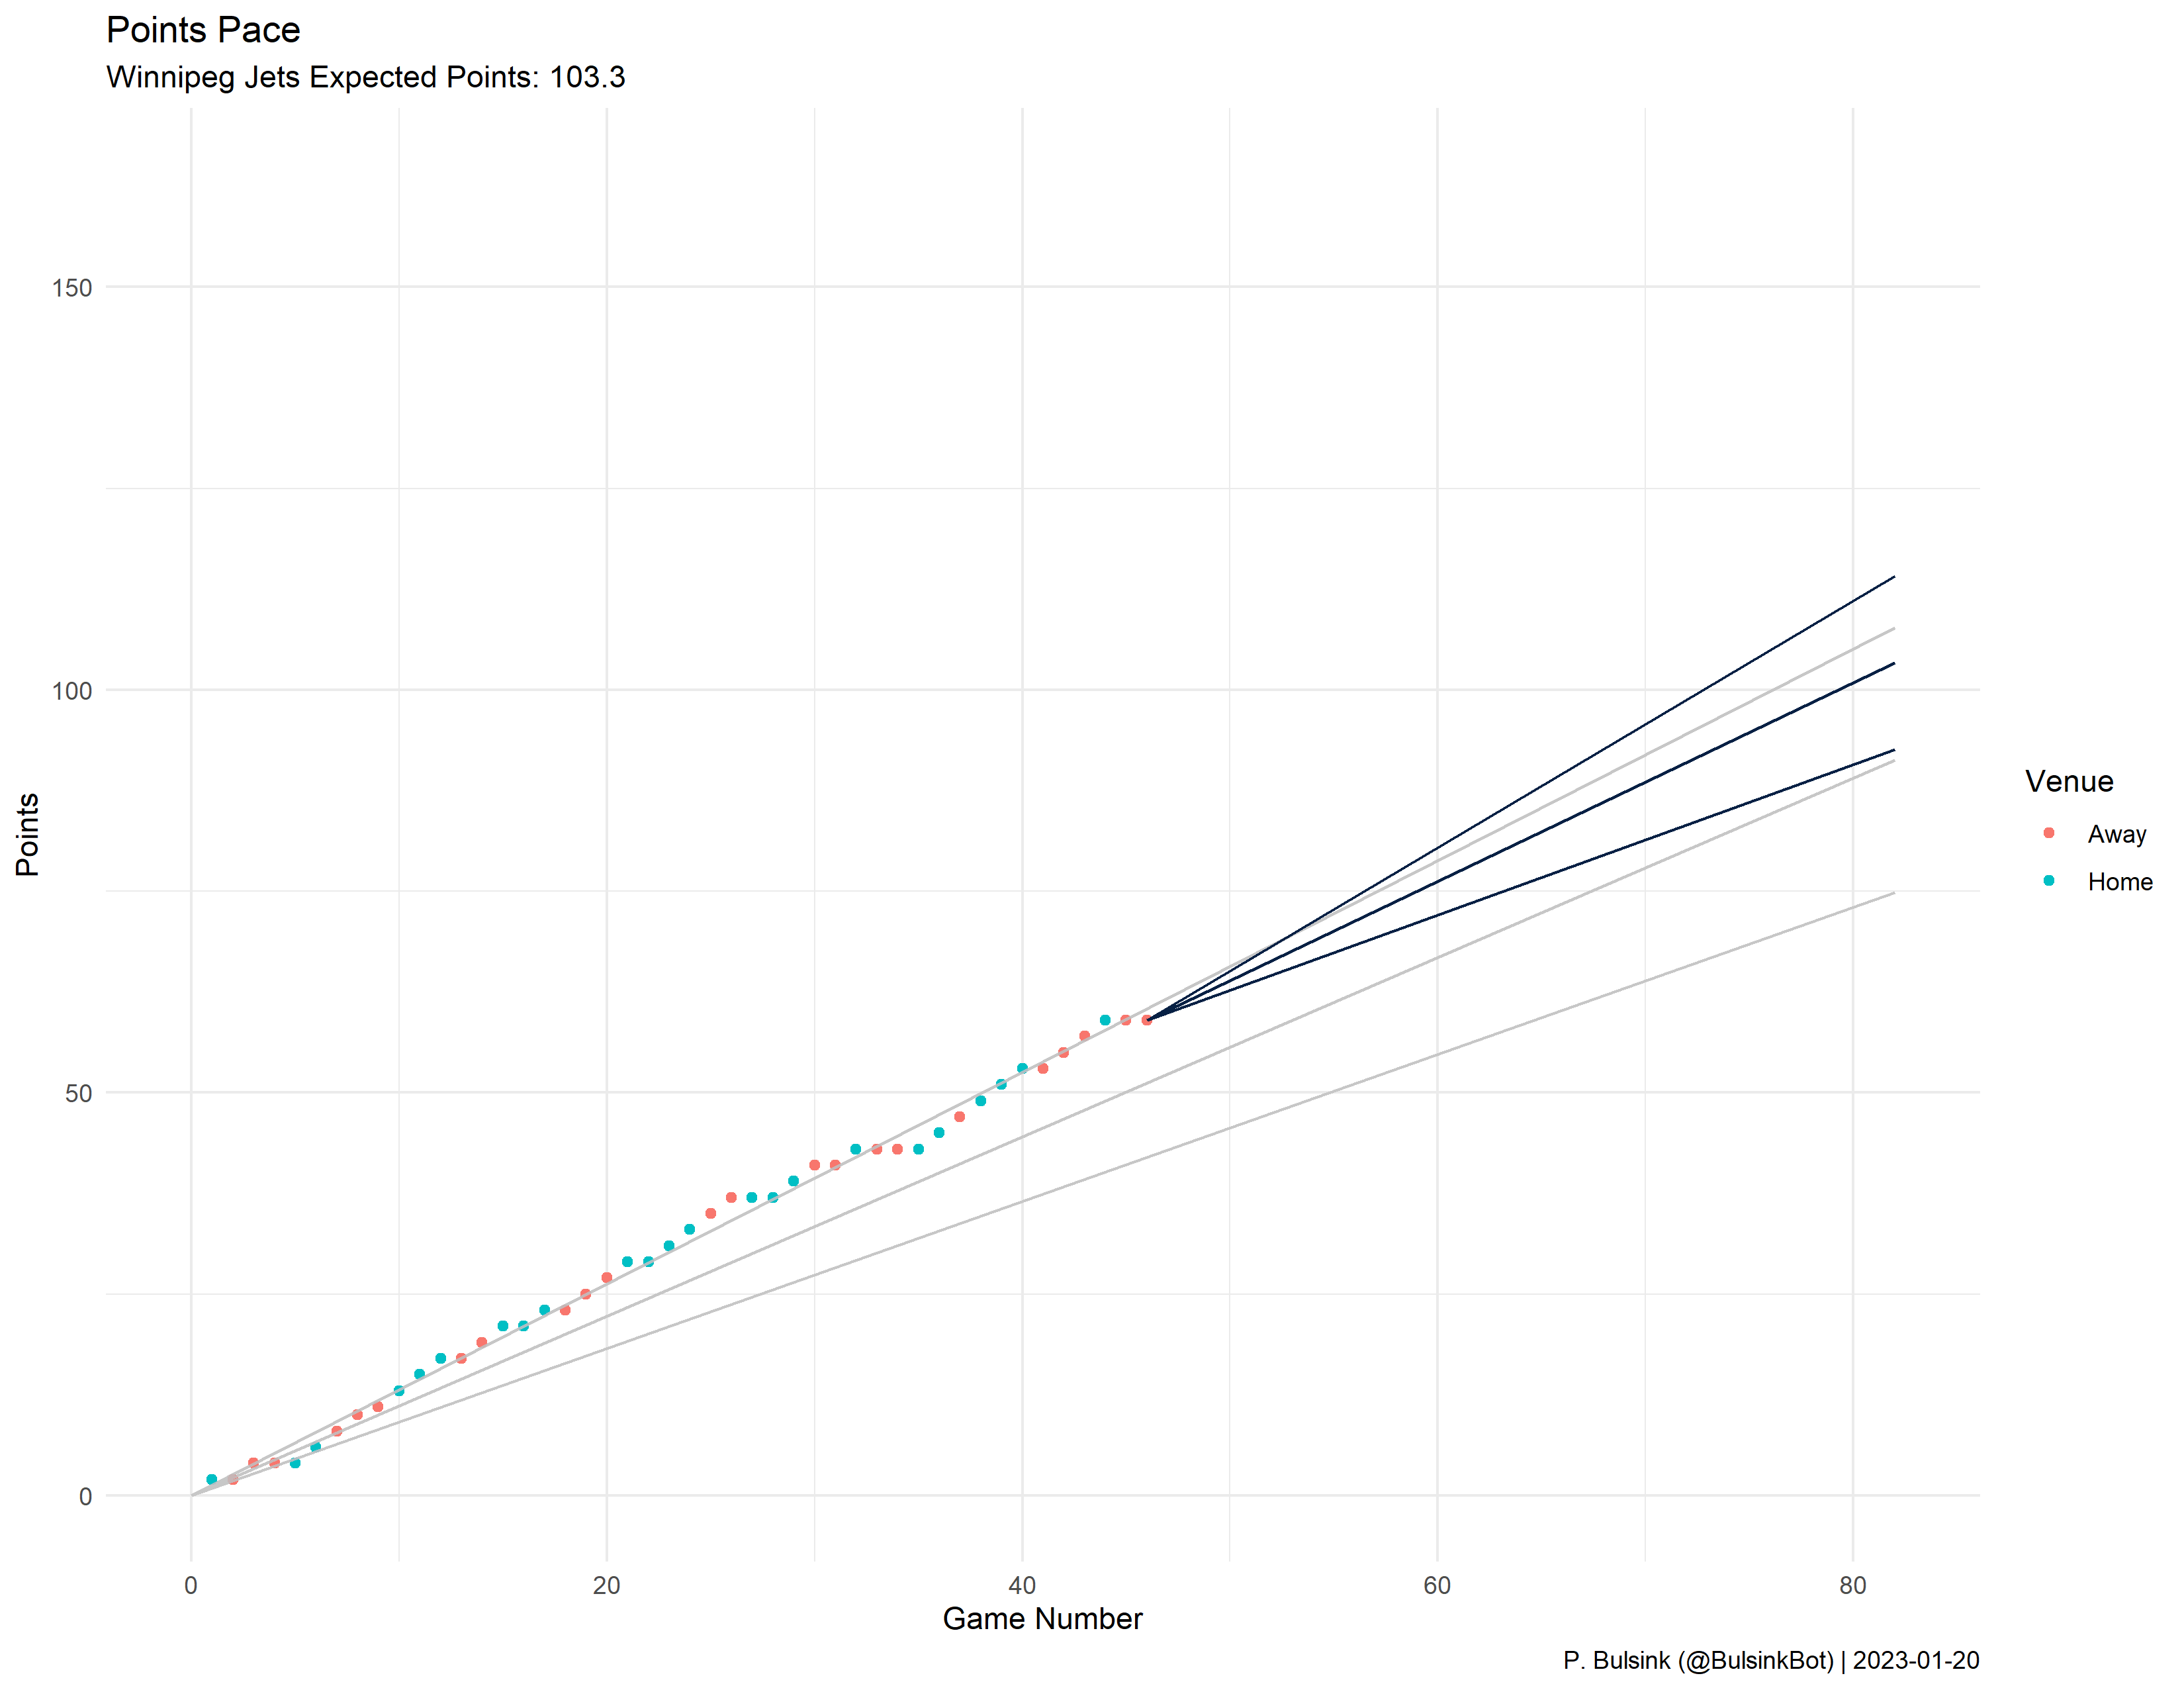 Points Pace
Winnipeg Jets Expected Points: 103.3
150
100
50
0
Points
0 20 40 60 80
Game Number
Venue
Away
Home
P. Bulsink (@BulsinkBot) | 2023-01-20